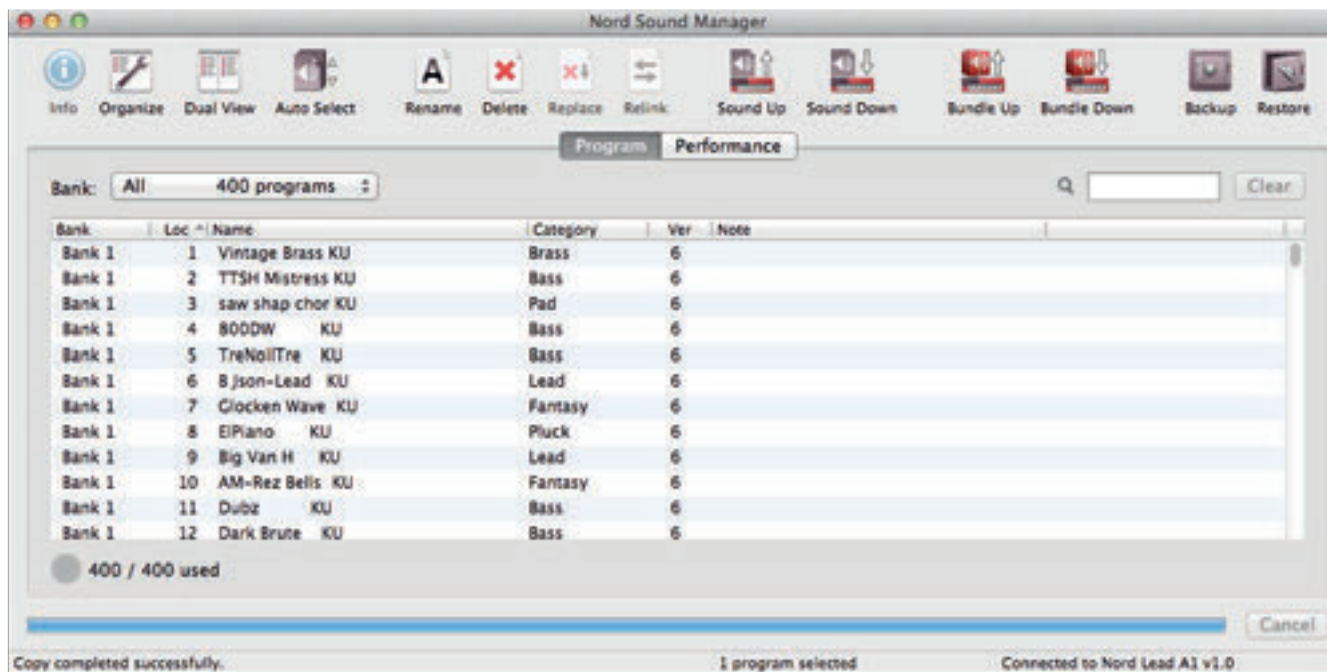 Nord Sound Manager
Info Organize Dual View Auto Select Rename Delete Replace Relink Sound Up Sound Down Bundle Up Bundle Down Backup Restore
Program Performance
Bank: All 400 programs Clear
Bank Loc Name Category Ver Note
Bank 1 1 Vintage Brass KU Brass 6
Bank 1 2 TTSH Mistress KU Bass 6
Bank 1 3 saw shap chor KU Pad 6
Bank 1 4 800DW KU Bass 6
Bank 1 5 TreNollTre KU Bass 6
Bank 1 6 B Json-Lead KU Lead 6
Bank 1 7 Glocken Wave KU Fantasy 6
Bank 1 8 ElPiano KU Pluck 6
Bank 1 9 Big Van H KU Lead 6
Bank 1 10 AM-Rez Bells KU Fantasy 6
Bank 1 11 Dubz KU Bass 6
Bank 1 12 Dark Brute KU Bass 6
400 / 400 used
Cancel
Copy completed successfully. 1 program selected Connected to Nord Lead A1 v1.0